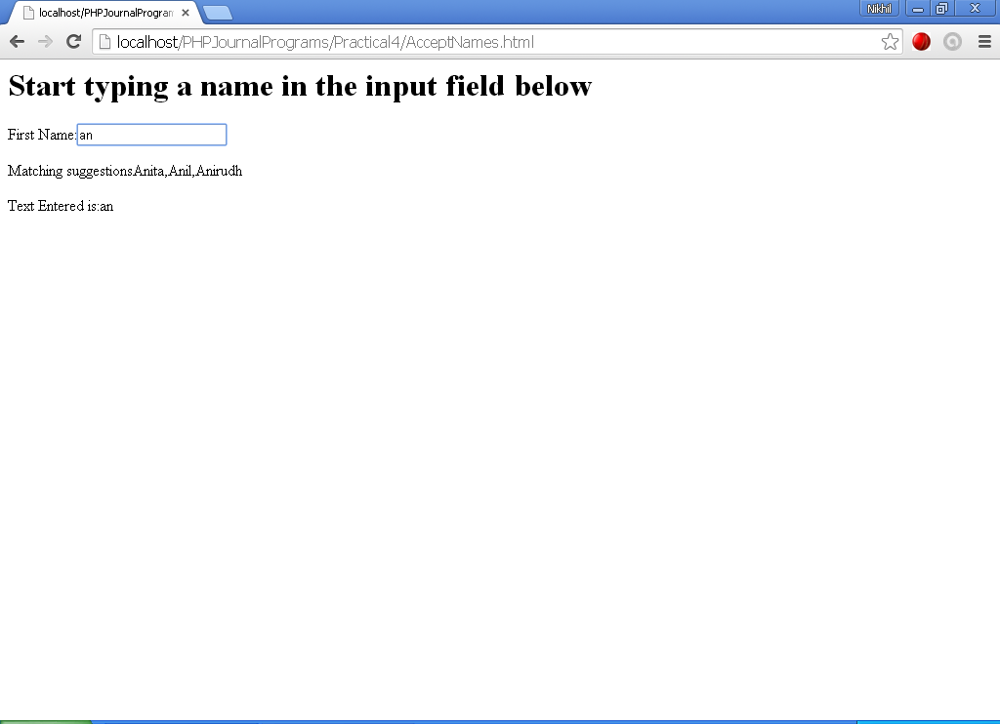 localhost/PHPJournalProgran
Nikhil
localhost/PHPJournalPrograms/Practical4/AcceptNames.html
Start typing a name in the input field below
First Name:an
Matching suggestionsAnita,Anil,Anirudh
Text Entered is:an